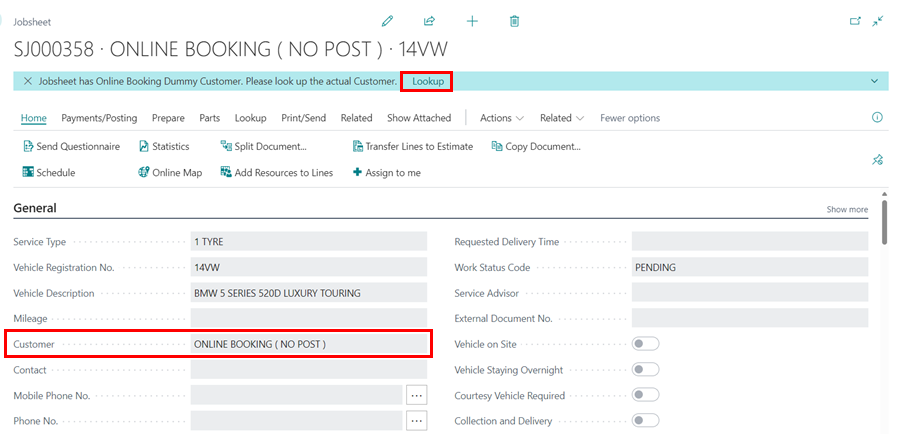 Jobsheet
SJ000358 · ONLINE BOOKING ( NO POST ) · 14VW
Jobsheet has Online Booking Dummy Customer. Please look up the actual Customer. Lookup
Home Payments/Posting Prepare Parts Lookup Print/Send Related Show Attached Actions Related Fewer options
Send Questionnaire Statistics Split Document... Transfer Lines to Estimate Copy Document...
Schedule Online Map Add Resources to Lines Assign to me
General Show more
Service Type 1 TYRE Requested Delivery Time
Vehicle Registration No. 14VW Work Status Code PENDING
Vehicle Description BMW 5 SERIES 520D LUXURY TOURING Service Advisor
Mileage External Document No.
Customer ONLINE BOOKING ( NO POST ) Vehicle on Site
Contact Vehicle Staying Overnight
Mobile Phone No. ... Courtesy Vehicle Required
Phone No. ... Collection and Delivery